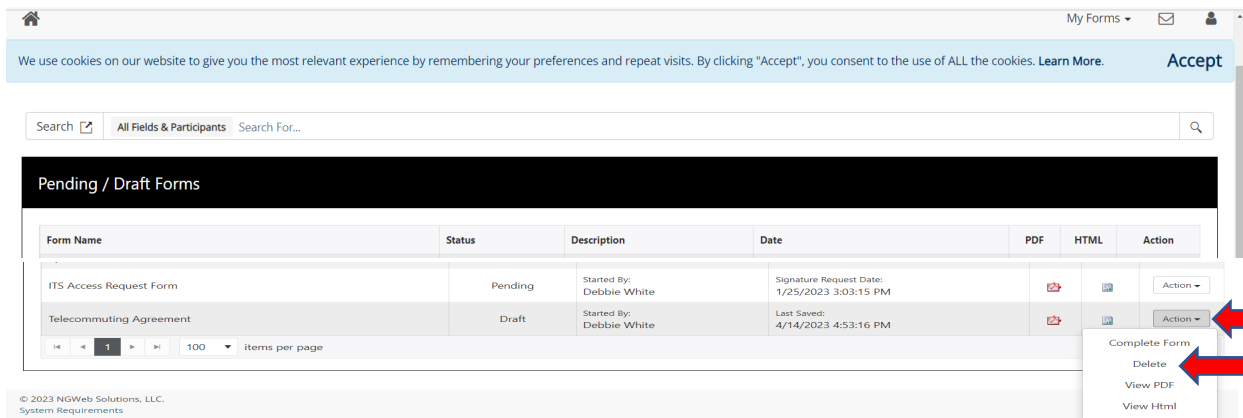 My Forms
We use cookies on our website to give you the most relevant experience by remembering your preferences and repeat visits. By clicking "Accept", you consent to the use of ALL the cookies. Learn More. Accept
Search All Fields & Participants Search For...
Pending / Draft Forms
Form Name Status Description Date PDF HTML Action
ITS Access Request Form Pending Started By: Debbie White Signature Request Date: 1/25/2023 3:03:15 PM Action
Telecommuting Agreement Draft Started By: Debbie White Last Saved: 4/14/2023 4:53:16 PM Action
1 100 items per page
Complete Form
Delete
View PDF
View Html
© 2023 NGWeb Solutions, LLC.
System Requirements